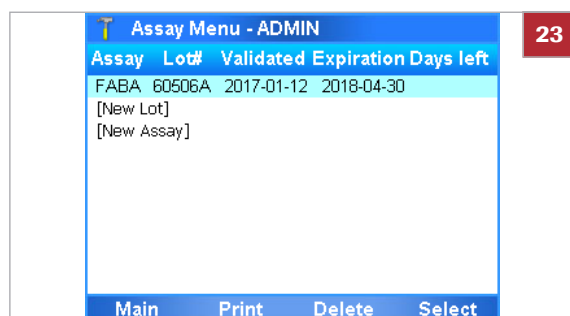 Assay Menu - ADMIN
23
Assay Lot# Validated Expiration Days left
FABA 60506A 2017-01-12 2018-04-30
[New Lot]
[New Assay]
Main Print Delete Select